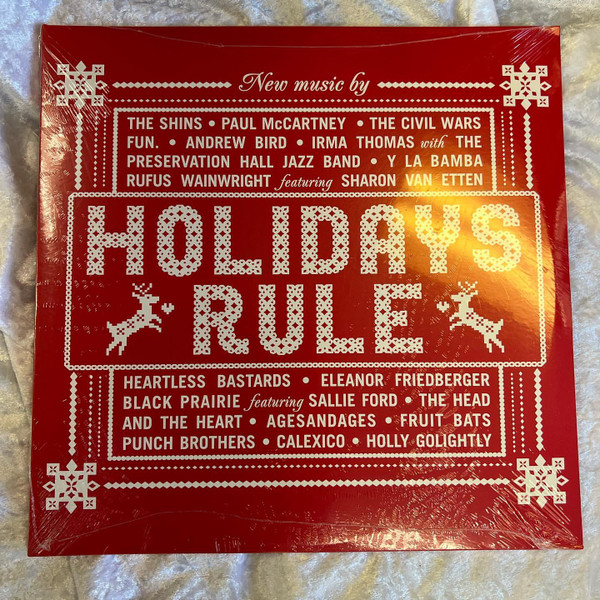 New music by
THE SHINS • PAUL McCARTNEY • THE CIVIL WARS
FUN. • ANDREW BIRD • IRMA THOMAS with THE
PRESERVATION HALL JAZZ BAND • Y LA BAMBA
RUFUS WAINWRIGHT featuring SHARON VAN ETTEN
HOLIDAYS
RULE
HEARTLESS BASTARDS • ELEANOR FRIEDBERGER
BLACK PRAIRIE featuring SALLIE FORD • THE HEAD
AND THE HEART • AGESANDAGES • FRUIT BATS
PUNCH BROTHERS • CALEXICO • HOLLY GOLIGHTLY